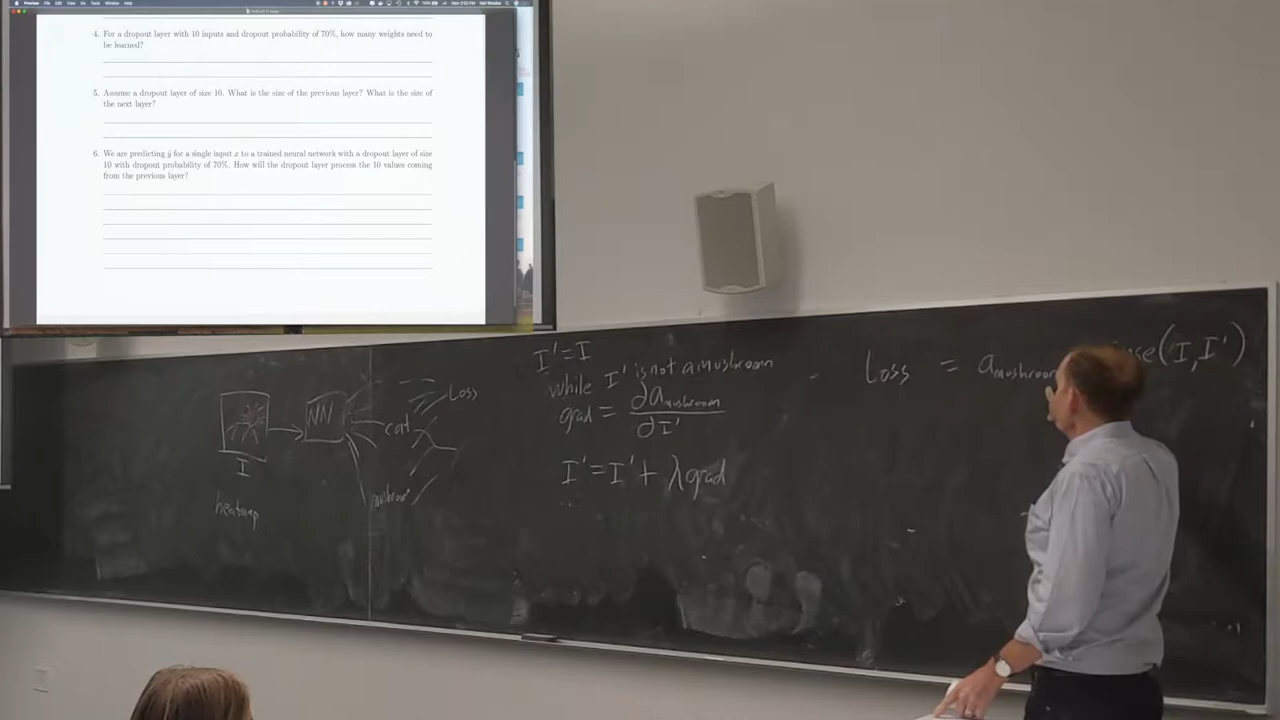 4. For a dropout layer with 10 inputs and dropout probability of 70%, how many weights need to
be learned?
5. Assume a dropout layer of size 10. What is the size of the previous layer? What is the size of
the next layer?
6. We are predicting ŷ for a single input x to a trained neural network with a dropout layer of size
10 with dropout probability of 70%. How will the dropout layer process the 10 values coming
from the previous layer?
I
NN
cat
Loss
mushroom
heatmap
I' = I
while I' is not a mushroom
grad = ∂a_mushroom / ∂I'
I' = I' + λ grad
Loss = a_mushroom (I, I')